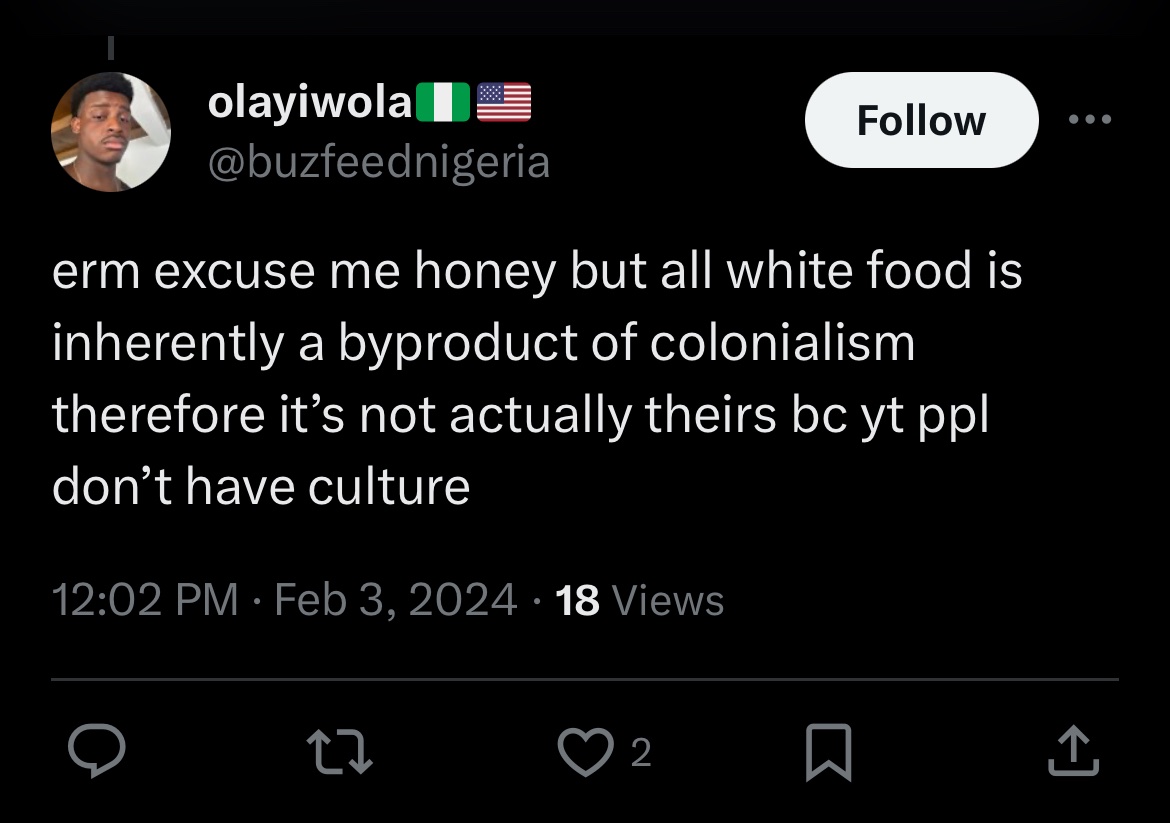 olayiwola🇳🇬🇺🇸
Follow
@buzfeednigeria
erm excuse me honey but all white food is
inherently a byproduct of colonialism
therefore it’s not actually theirs bc yt ppl
don’t have culture
12:02 PM · Feb 3, 2024 · 18 Views
2